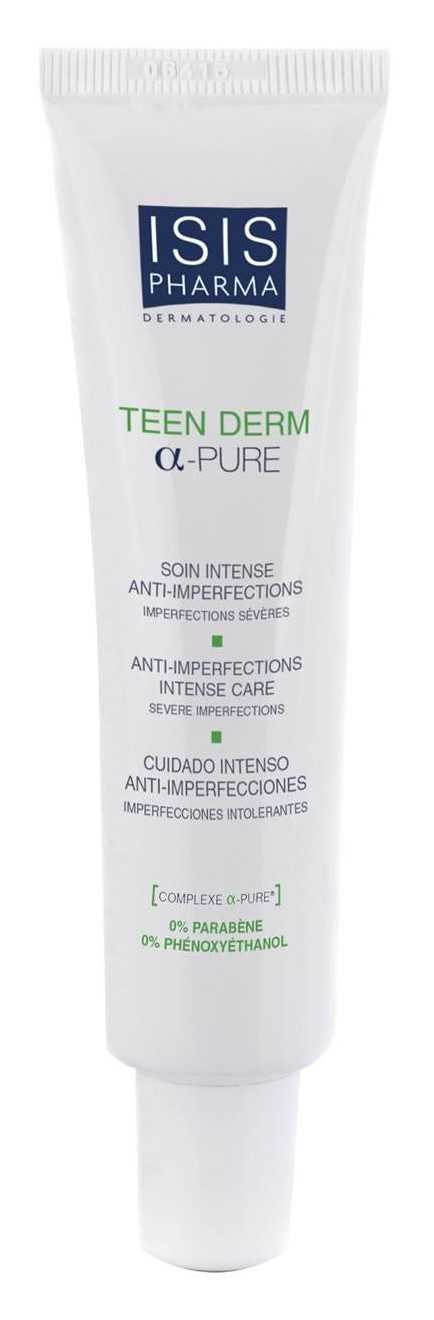 06415
ISIS
PHARMA
DERMATOLOGIE
TEEN DERM
α-PURE
SOIN INTENSE
ANTI-IMPERFECTIONS
IMPERFECTIONS SÉVÈRES
ANTI-IMPERFECTIONS
INTENSE CARE
SEVERE IMPERFECTIONS
CUIDADO INTENSO
ANTI-IMPERFECCIONES
IMPERFECCIONES INTOLERANTES
[COMPLEXE α-PURE®]
0% PARABÈNE
0% PHÉNOXYÉTHANOL